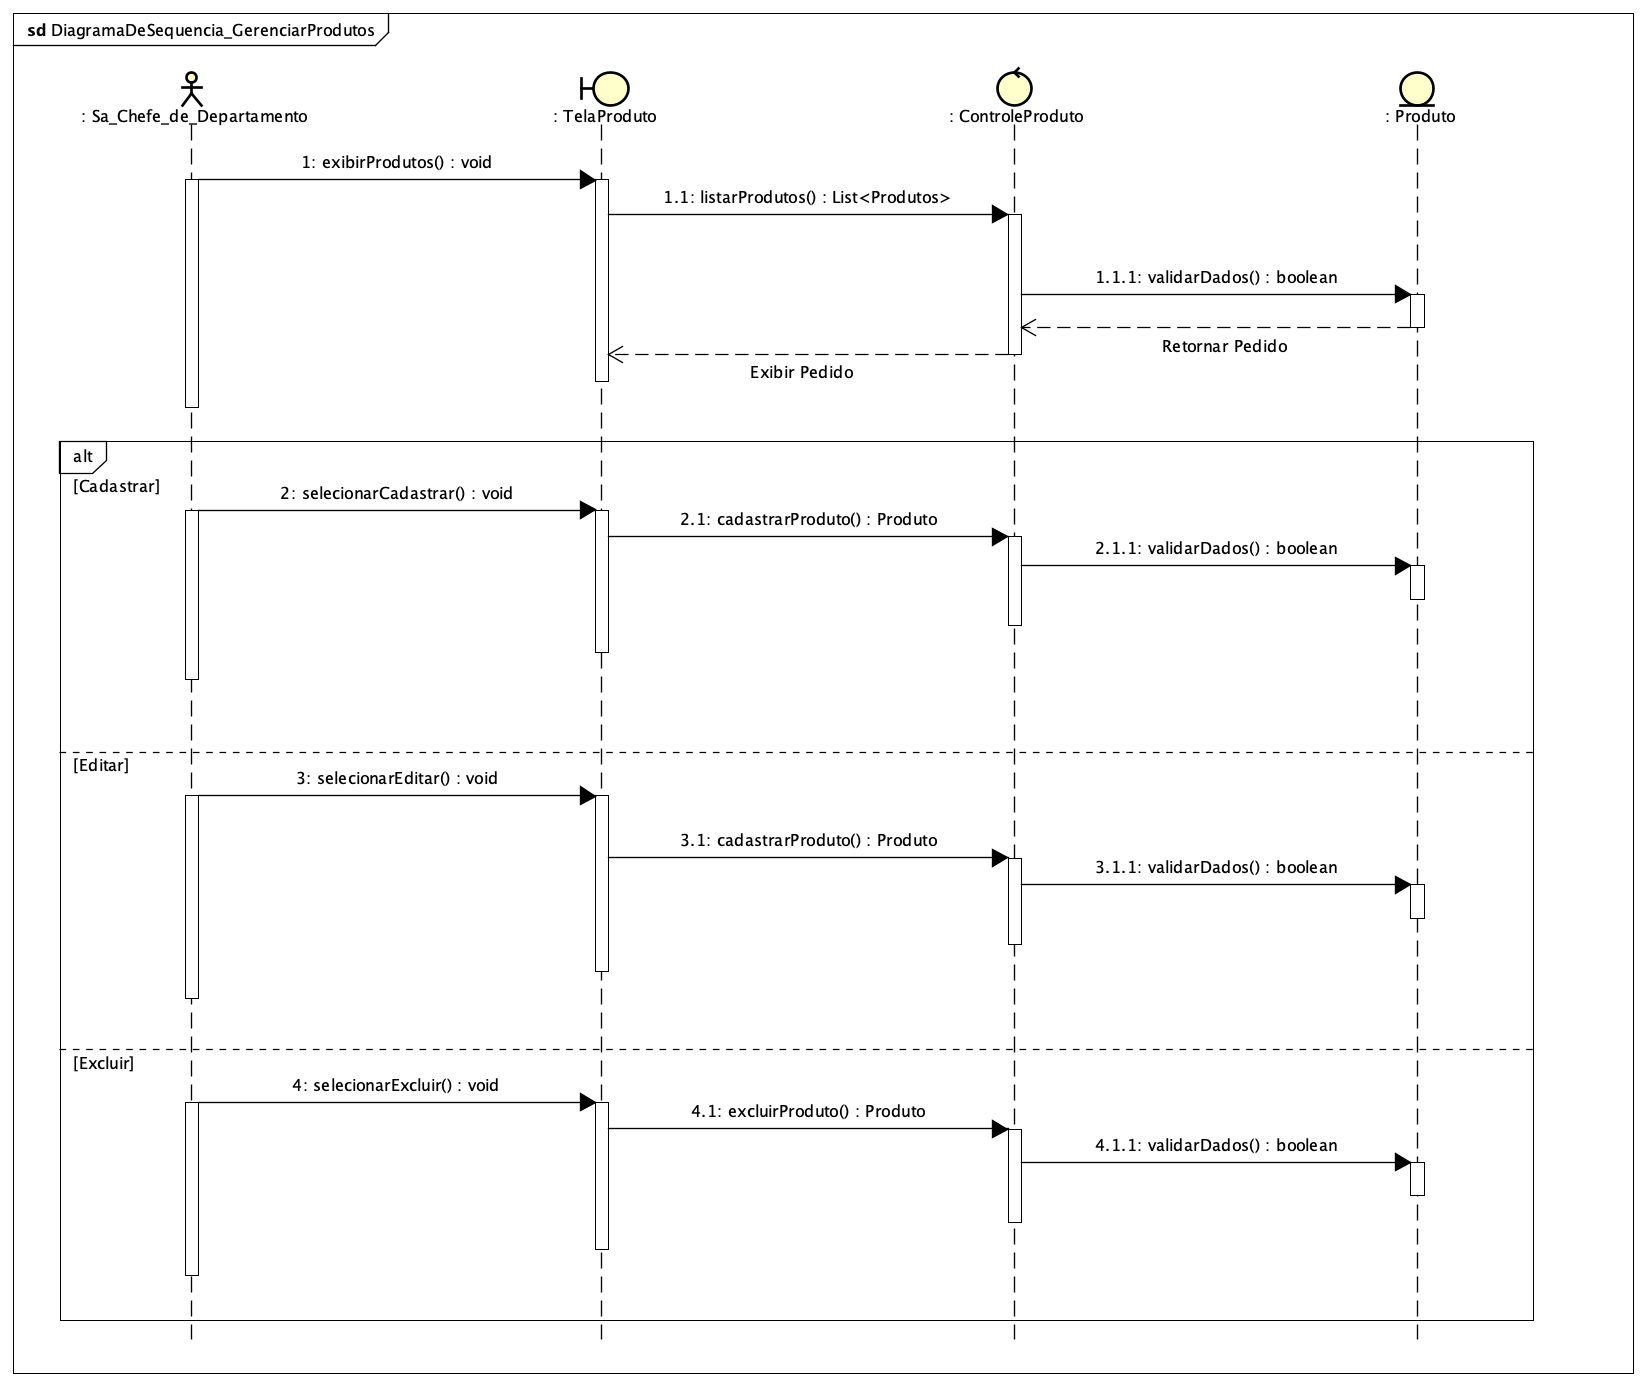 sd DiagramaDeSequencia_GerenciarProdutos
: Sa_Chefe_de_Departamento
: TelaProduto
: ControleProduto
: Produto
1: exibirProdutos() : void
1.1: listarProdutos() : List<Produtos>
1.1.1: validarDados() : boolean
Retornar Pedido
Exibir Pedido
alt
[Cadastrar]
2: selecionarCadastrar() : void
2.1: cadastrarProduto() : Produto
2.1.1: validarDados() : boolean
[Editar]
3: selecionarEditar() : void
3.1: cadastrarProduto() : Produto
3.1.1: validarDados() : boolean
[Excluir]
4: selecionarExcluir() : void
4.1: excluirProduto() : Produto
4.1.1: validarDados() : boolean